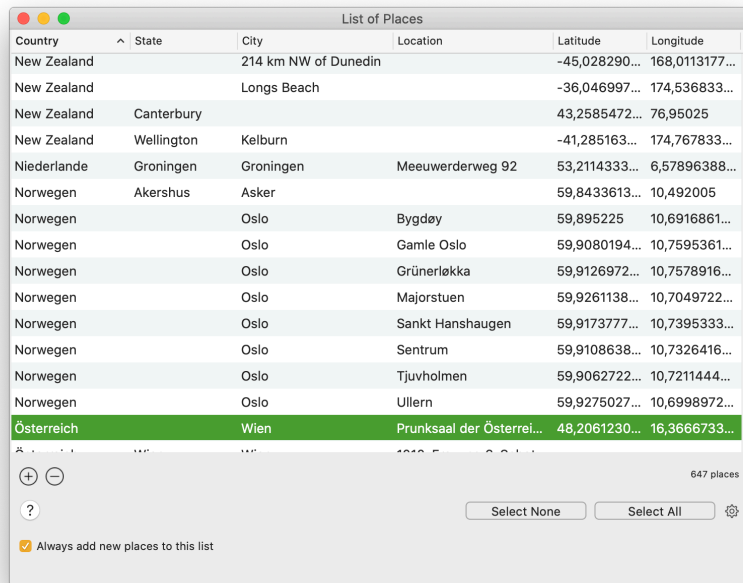 List of Places
Country State City Location Latitude Longitude
New Zealand 214 km NW of Dunedin -45,028290... 168,0113177...
New Zealand Longs Beach -36,046997... 174,536833...
New Zealand Canterbury 43,2585472... 76,95025
New Zealand Wellington Kelburn -41,285163... 174,767833...
Niederlande Groningen Groningen Meeuwerderweg 92 53,2114333... 6,57896388...
Norwegen Akershus Asker 59,8433613... 10,492005
Norwegen Oslo Bygdøy 59,895225 10,6916861...
Norwegen Oslo Gamle Oslo 59,9080194... 10,7595361...
Norwegen Oslo Grünerløkka 59,9126972... 10,7578916...
Norwegen Oslo Majorstuen 59,9261138... 10,7049722...
Norwegen Oslo Sankt Hanshaugen 59,9173777... 10,7395333...
Norwegen Oslo Sentrum 59,9108638... 10,7326416...
Norwegen Oslo Tjuvholmen 59,9062722... 10,7211444...
Norwegen Oslo Ullern 59,9275027... 10,6998972...
Österreich Wien Prunksaal der Österrei... 48,2061230... 16,3666733...
647 places
?
Select None Select All
Always add new places to this list